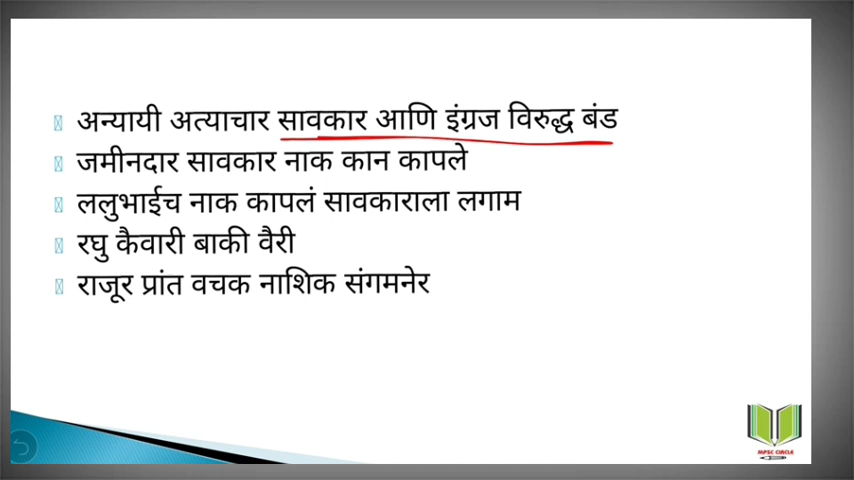 अन्यायी अत्याचार सावकार आणि इंग्रज विरुद्ध बंड
जमीनदार सावकार नाक कान कापले
ललुभाईच नाक कापलं सावकाराला लगाम
रघु कैवारी बाकी वैरी
राजूर प्रांत वचक नाशिक संगमनेर
MPSC CIRCLE